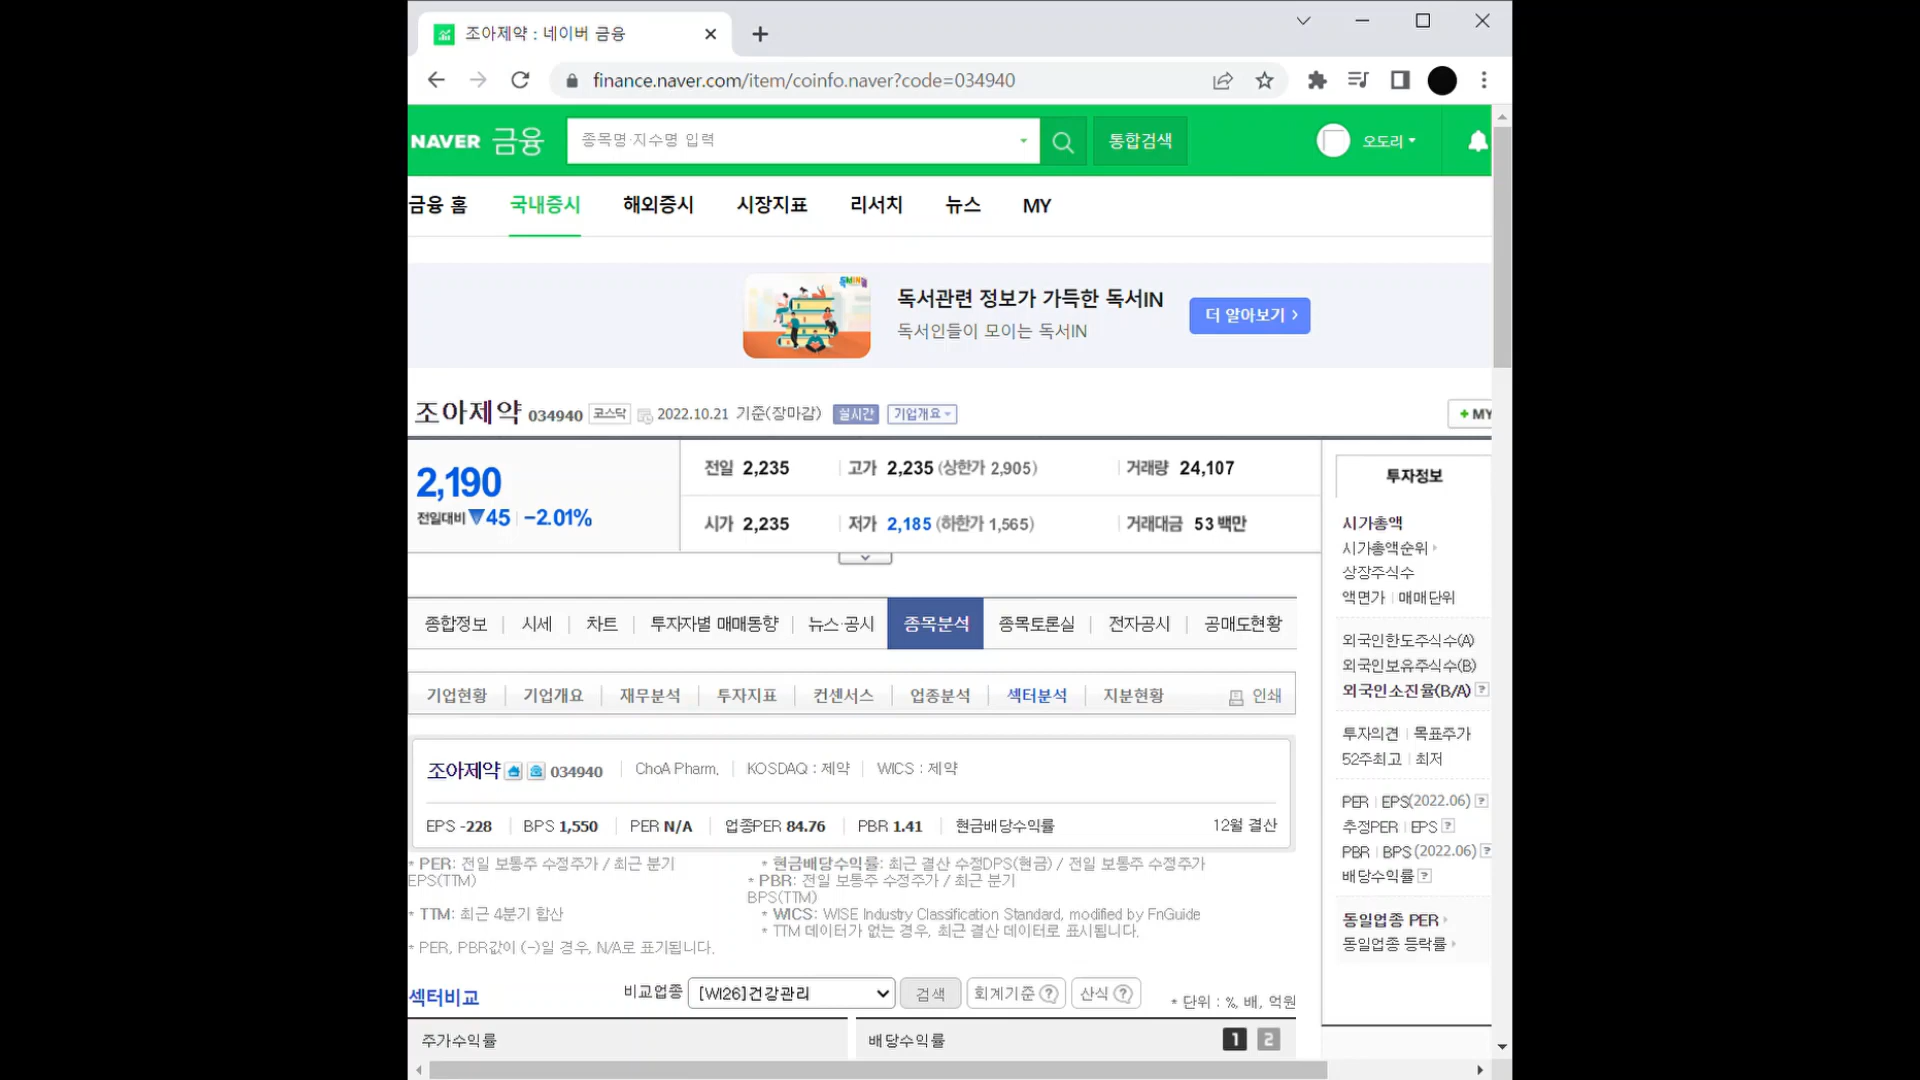 조아제약 : 네이버 금융
finance.naver.com/item/coinfo.naver?code=034940
NAVER 금융 종목명·지수명 입력 통합검색 오도리
금융 홈 국내증시 해외증시 시장지표 리서치 뉴스 MY
독서관련 정보가 가득한 독서IN
독서인들이 모이는 독서IN
더 알아보기 >
조아제약 034940 코스닥 2022.10.21 기준(장마감) 실시간 기업개요
+ MY
2,190
전일대비 ▼45 -2.01%
전일 2,235 고가 2,235 (상한가 2,905) 거래량 24,107
시가 2,235 저가 2,185 (하한가 1,565) 거래대금 53 백만
종합정보 시세 차트 투자자별 매매동향 뉴스·공시 종목분석 종목토론실 전자공시 공매도현황
기업현황 기업개요 재무분석 투자지표 컨센서스 업종분석 섹터분석 지분현황 인쇄
조아제약 034940 ChoA Pharm. KOSDAQ : 제약 WICS : 제약
EPS -228 BPS 1,550 PER N/A 업종PER 84.76 PBR 1.41 현금배당수익률 12월 결산
* PER: 전일 보통주 수정주가 / 최근 분기
EPS(TTM)
* TTM: 최근 4분기 합산
* PER, PBR값이 (-)일 경우, N/A로 표기됩니다.
* 현금배당수익률: 최근 결산 수정DPS(현금) / 전일 보통주 수정주가
* PBR: 전일 보통주 수정주가 / 최근 분기
BPS(TTM)
* WICS: WISE Industry Classification Standard, modified by FnGuide
* TTM 데이터가 없는 경우, 최근 결산 데이터로 표시됩니다.
섹터비교 비교업종 [WI26]건강관리 검색 회계기준 ? 산식 ? * 단위 : %, 배, 억원
주가수익률 배당수익률 1 2
투자정보
시가총액
시가총액순위
상장주식수
액면가 매매단위
외국인한도주식수(A)
외국인보유주식수(B)
외국인소진율(B/A) ?
투자의견 목표주가
52주최고 최저
PER EPS(2022.06) ?
추정PER EPS ?
PBR BPS (2022.06) ?
배당수익률 ?
동일업종 PER
동일업종 등락률